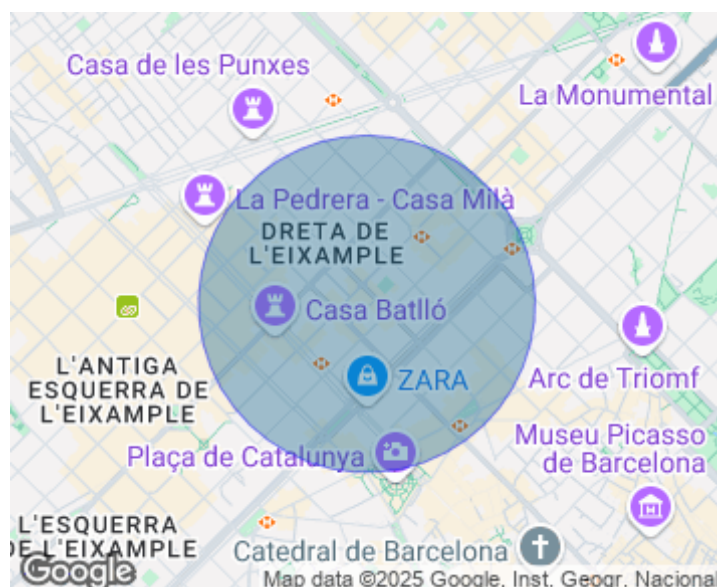 Casa de les Punxes
La Monumental
La Pedrera - Casa Milà
DRETA DE
L'EIXAMPLE
Casa Batlló
L'ANTIGA
ESQUERRA DE
L'EIXAMPLE
ZARA
Arc de Triomf
Plaça de Catalunya
Museu Picasso
de Barcelona
L'ESQUERRA
DE L'EIXAMPLE
Catedral de Barcelona
Google
Map data ©2025 Google, Inst. Geogr. Nacional